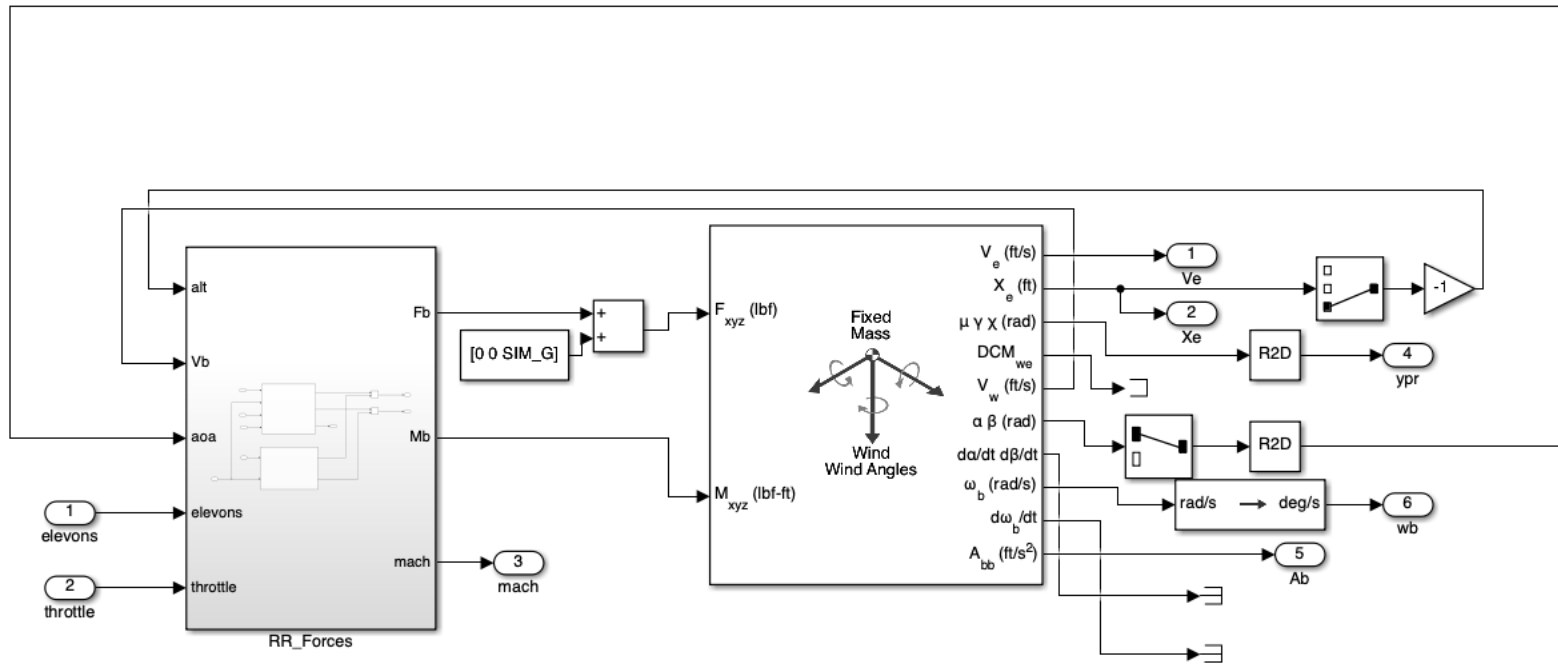 alt
Vb
aoa
elevons
throttle
Fb
Mb
mach
RR_Forces
1
elevons
2
throttle
3
mach
[0 0 SIM_G]
+
+
F_xyz (lbf)
M_xyz (lbf-ft)
Fixed
Mass
Wind
Wind Angles
V_e (ft/s)
X_e (ft)
μ γ χ (rad)
DCM_we
V_w (ft/s)
α β (rad)
dα/dt dβ/dt
ω_b (rad/s)
dω_b/dt
A_bb (ft/s²)
1
Ve
2
Xe
-1
R2D
4
ypr
R2D
rad/s → deg/s
6
wb
5
Ab